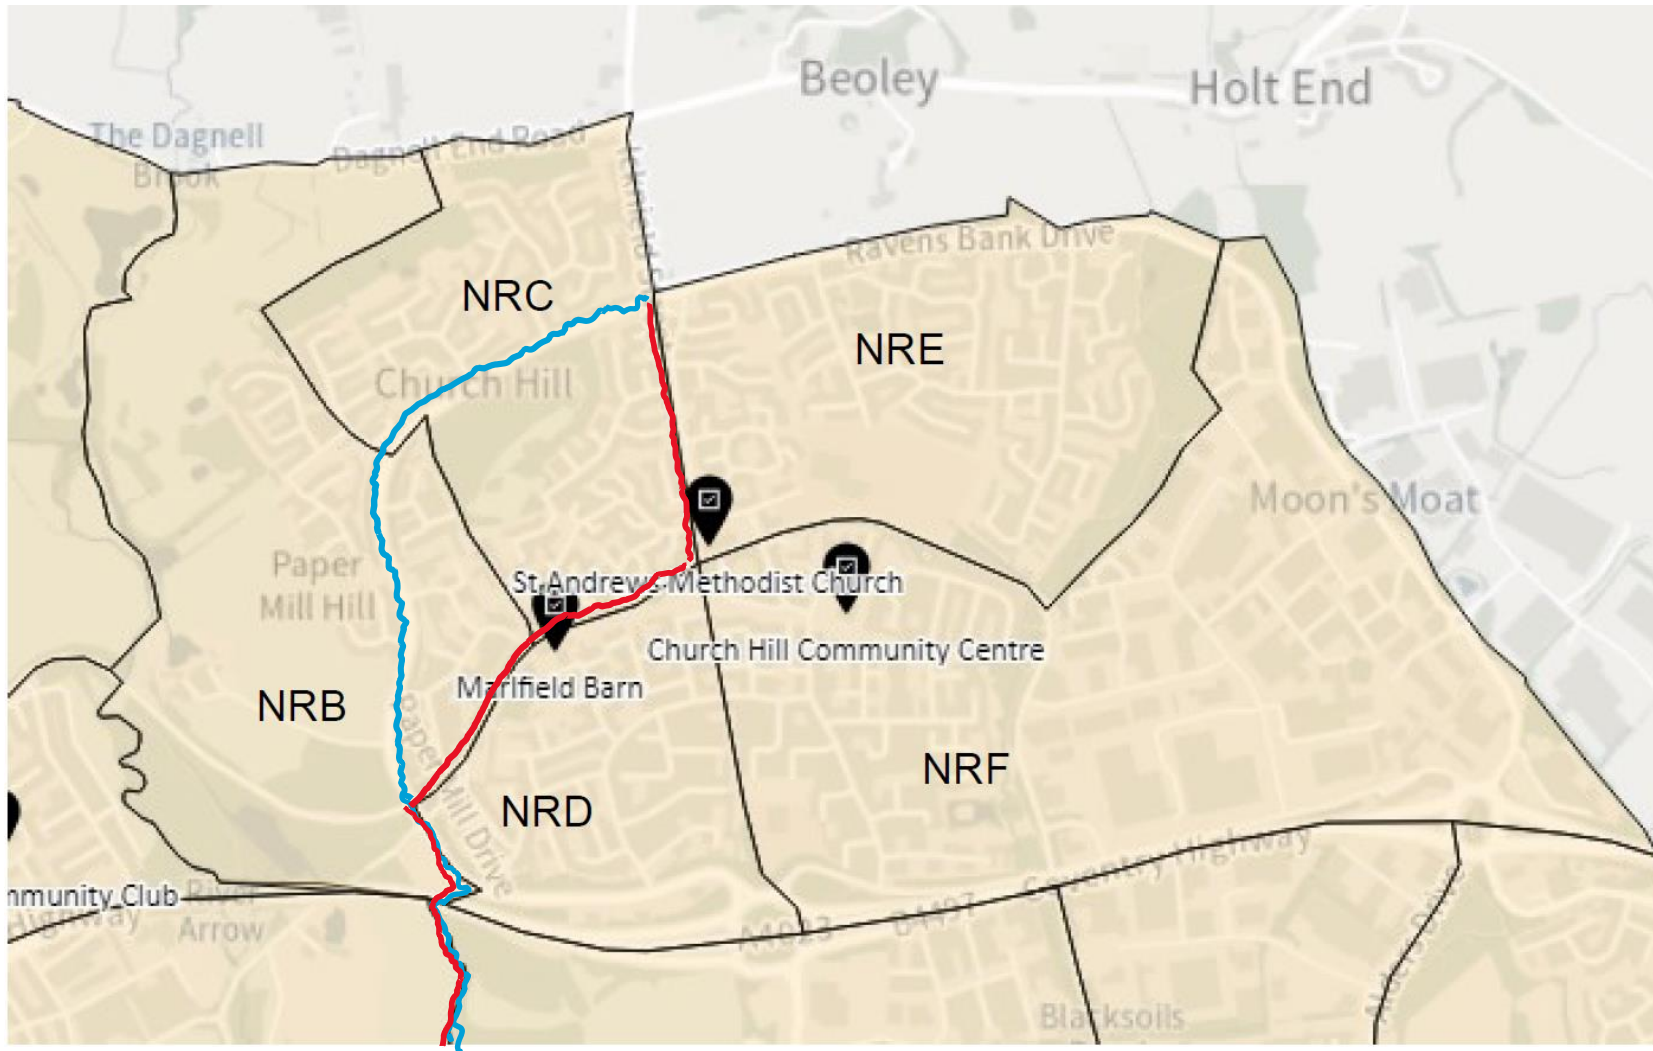 Beoley
Holt End
The Dagnell
Brook
Dagnell End Road
Ravens Bank Drive
NRC
NRE
Church Hill
Moon's Moat
Paper
Mill Hill
St Andrews Methodist Church
Church Hill Community Centre
Marlfield Barn
NRB
Paper Mill Drive
NRF
NRD
Coventry Highway
mmunity Club
River
Arrow
Highway
A4023
B4497
Blacksoils